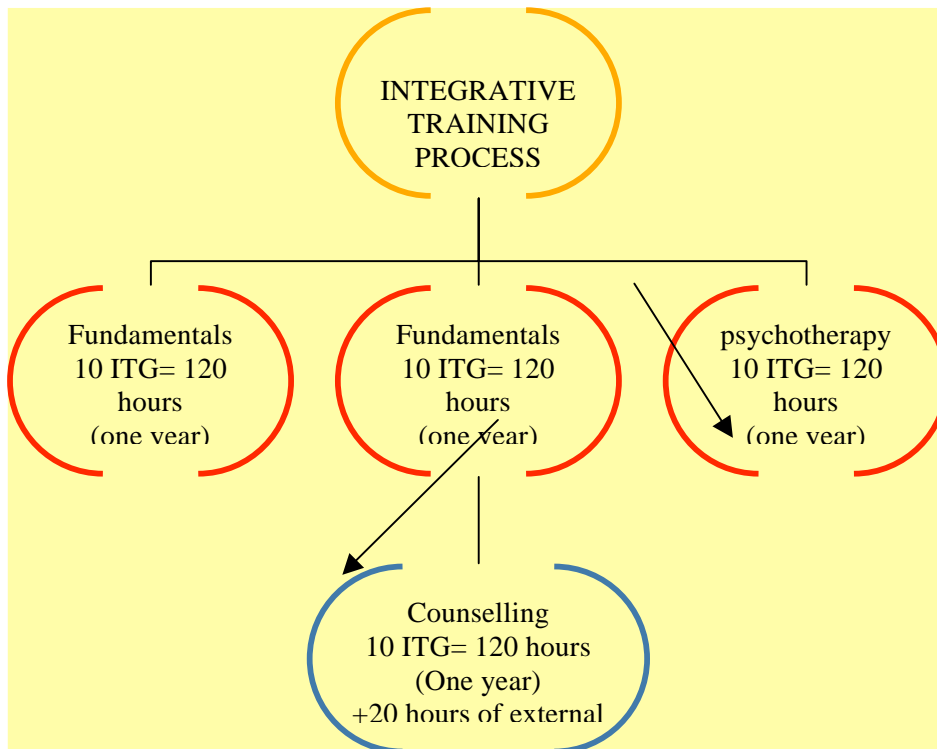 INTEGRATIVE
TRAINING
PROCESS
Fundamentals
10 ITG= 120
hours
(one year)
Fundamentals
10 ITG= 120
hours
(one year)
psychotherapy
10 ITG= 120
hours
(one year)
Counselling
10 ITG= 120 hours
(One year)
+20 hours of external